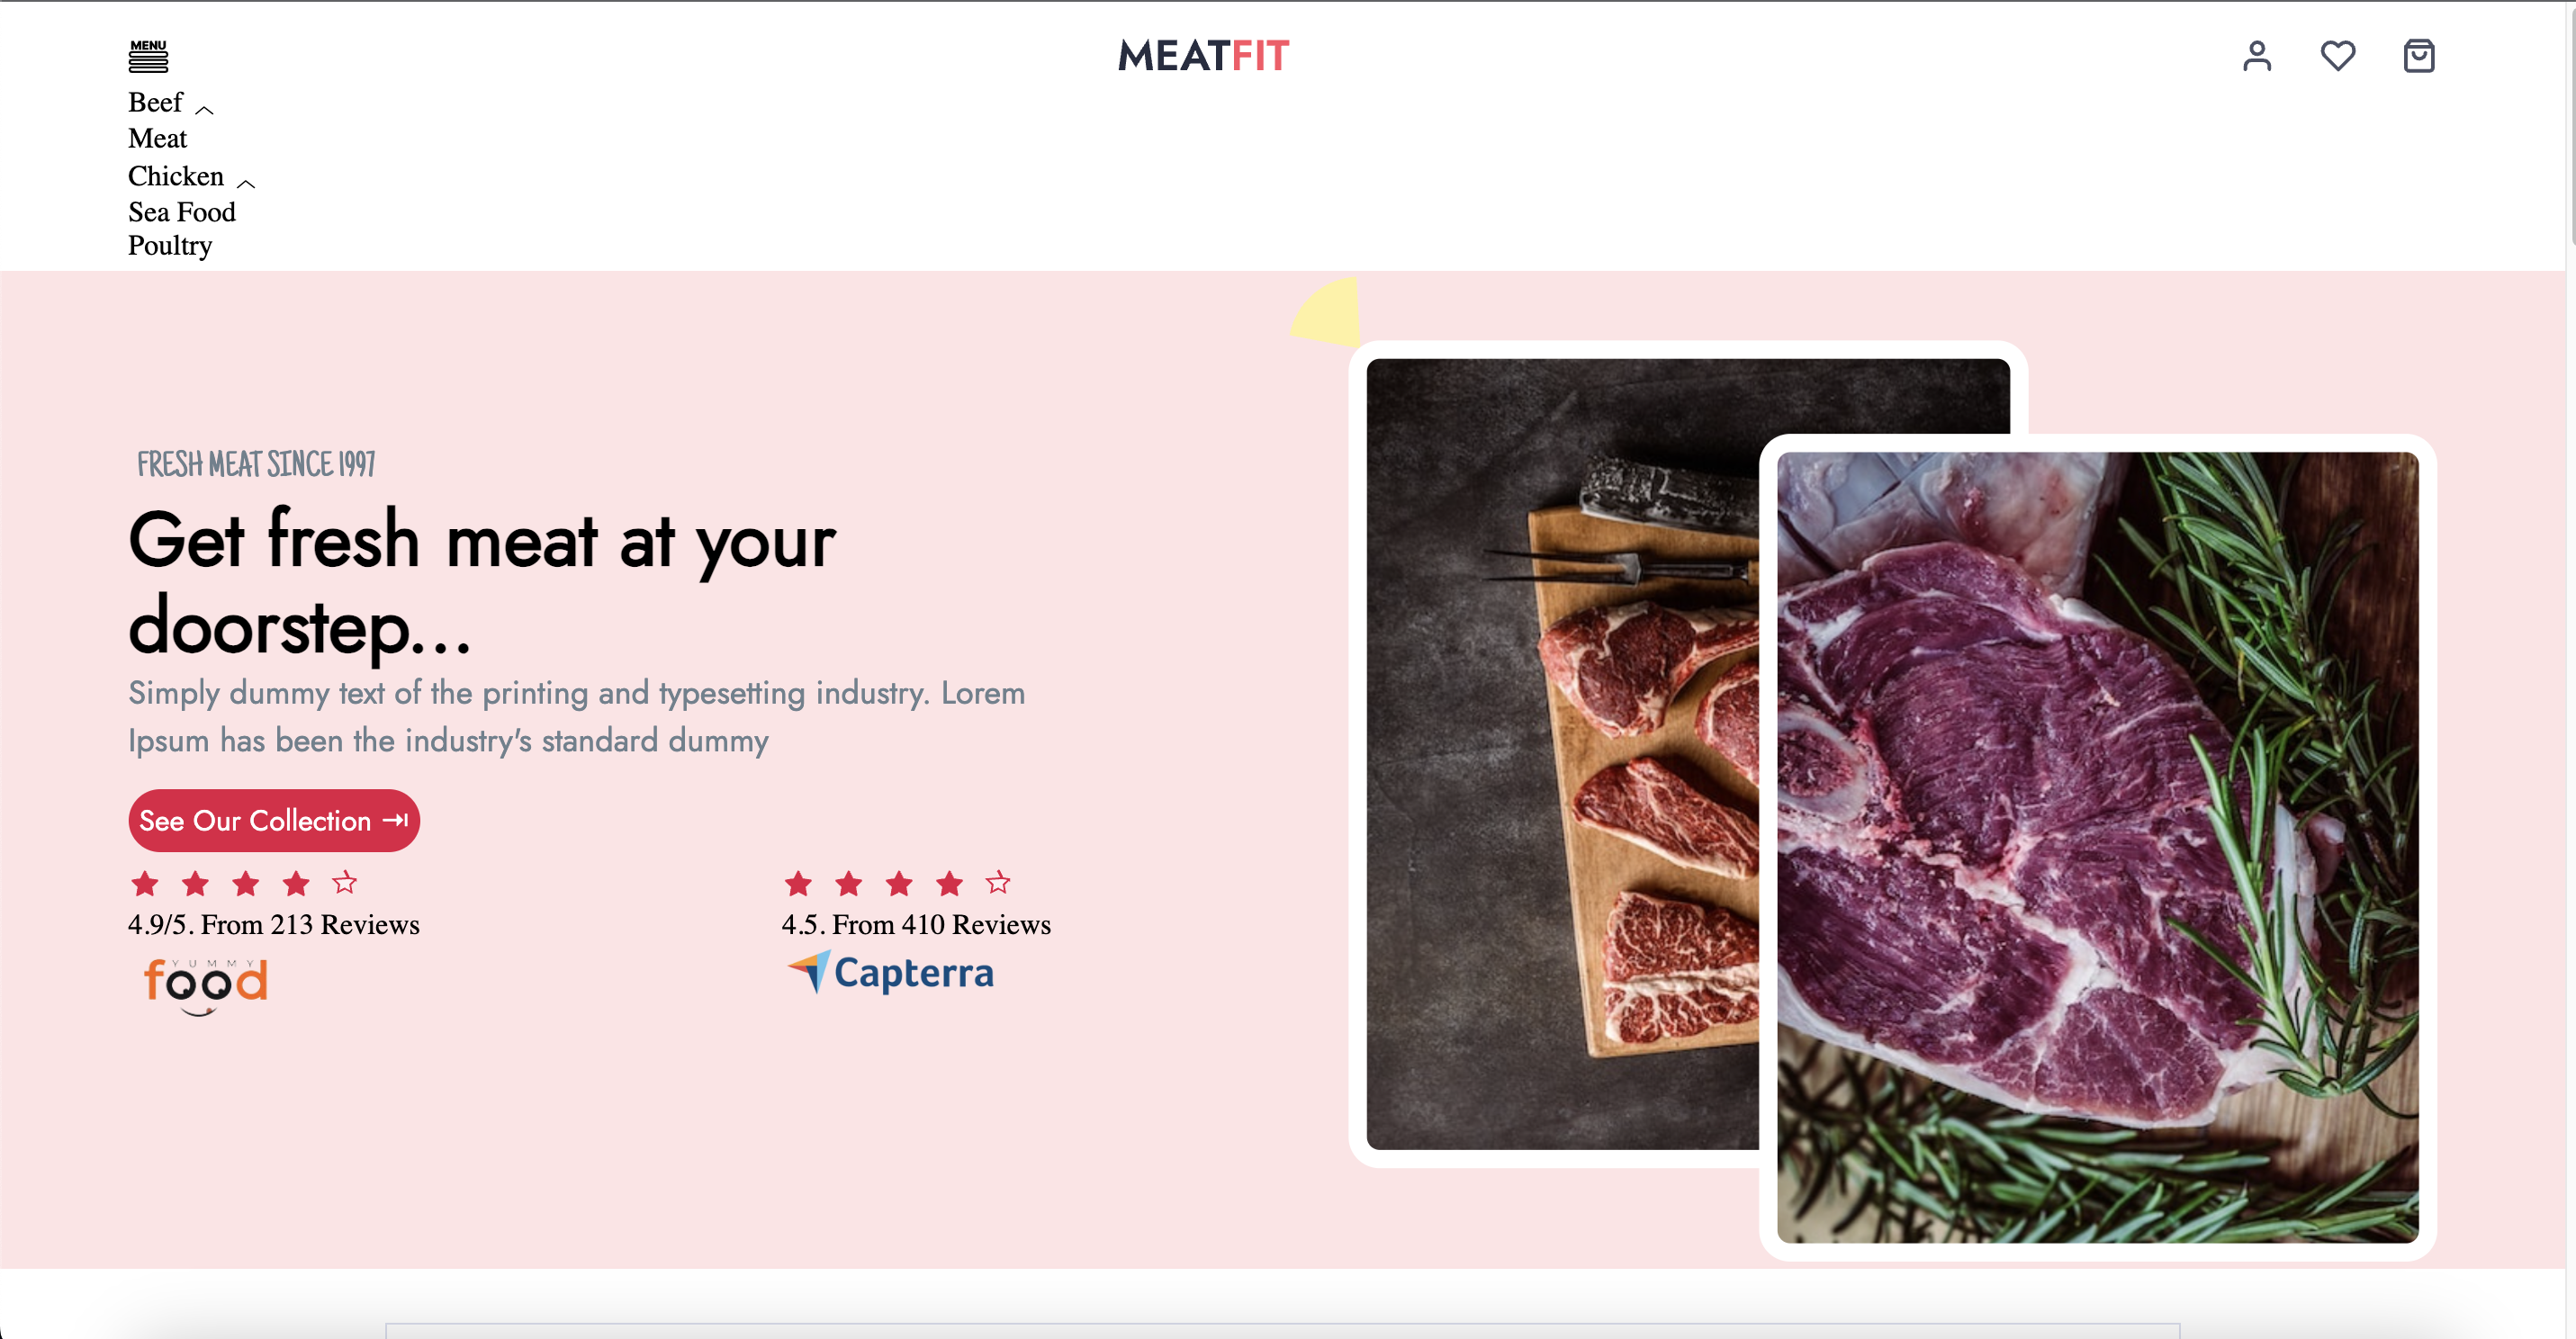 MENU
MEATFIT
Beef
Meat
Chicken
Sea Food
Poultry
FRESH MEAT SINCE 1997
Get fresh meat at your
doorstep...
Simply dummy text of the printing and typesetting industry. Lorem
Ipsum has been the industry's standard dummy
See Our Collection
4.9/5. From 213 Reviews
YUMMY
food
4.5. From 410 Reviews
Capterra